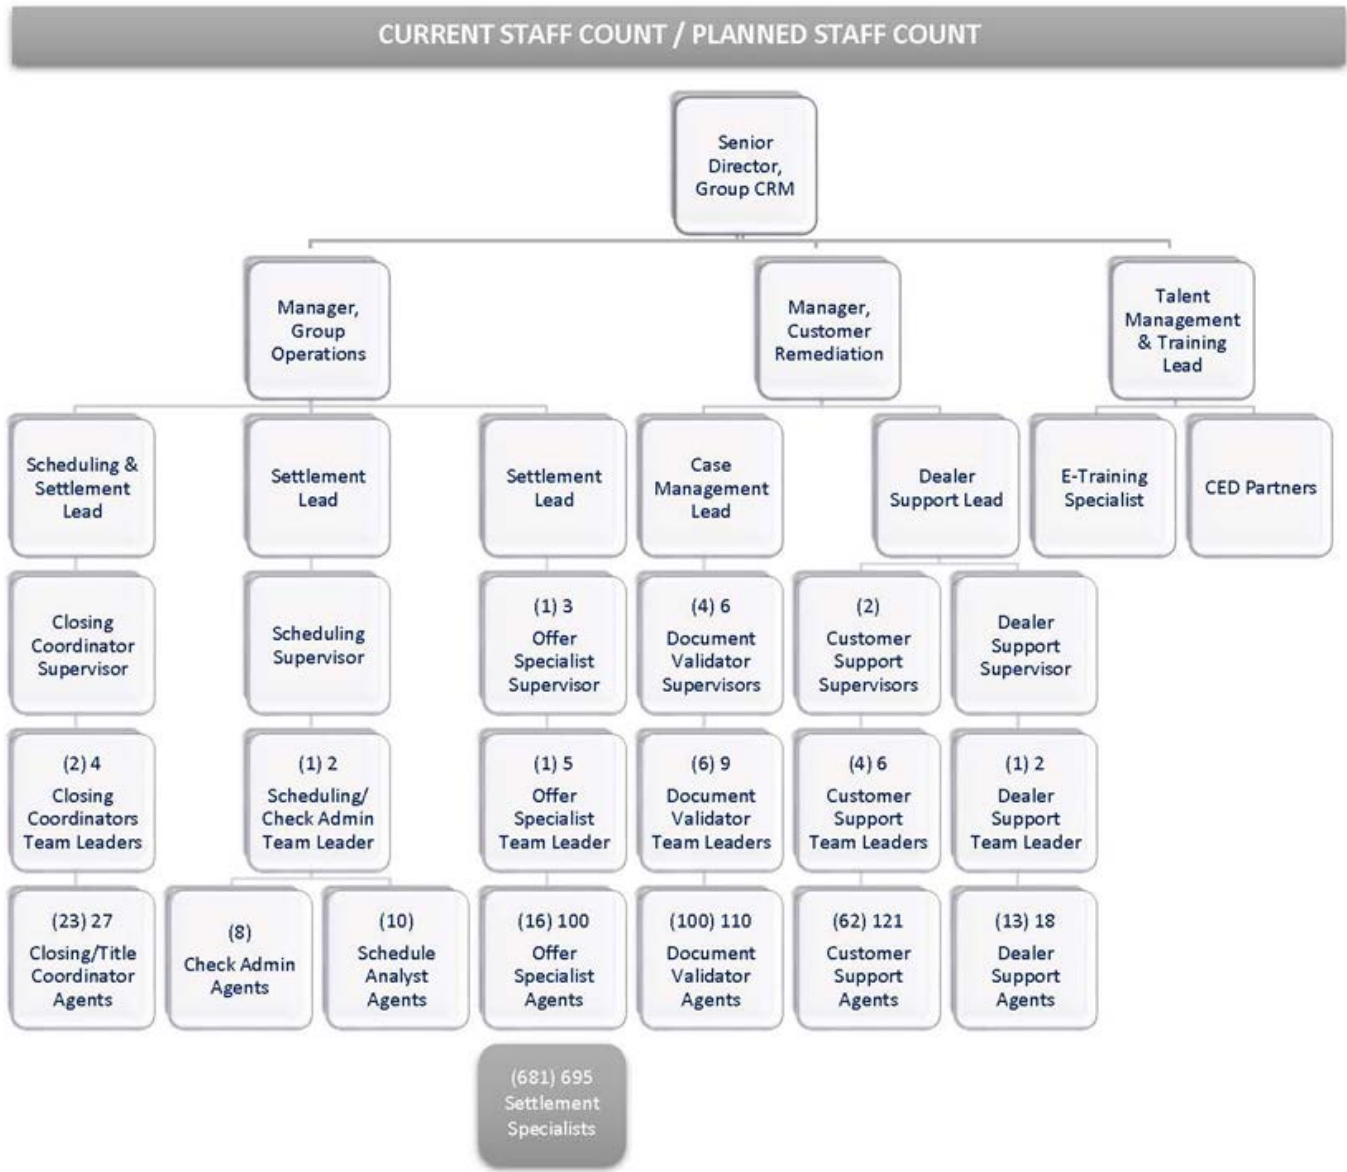 CURRENT STAFF COUNT / PLANNED STAFF COUNT
Senior
Director,
Group CRM
Manager,
Group
Operations
Manager,
Customer
Remediation
Talent
Management
& Training
Lead
Scheduling &
Settlement
Lead
Settlement
Lead
Settlement
Lead
Case
Management
Lead
Dealer
Support Lead
E-Training
Specialist
CED Partners
Closing
Coordinator
Supervisor
Scheduling
Supervisor
(1) 3
Offer
Specialist
Supervisor
(4) 6
Document
Validator
Supervisors
(2)
Customer
Support
Supervisors
Dealer
Support
Supervisor
(2) 4
Closing
Coordinators
Team Leaders
(1) 2
Scheduling/
Check Admin
Team Leader
(1) 5
Offer
Specialist
Team Leader
(6) 9
Document
Validator
Team Leaders
(4) 6
Customer
Support
Team Leaders
(1) 2
Dealer
Support
Team Leader
(23) 27
Closing/Title
Coordinator
Agents
(8)
Check Admin
Agents
(10)
Schedule
Analyst
Agents
(16) 100
Offer
Specialist
Agents
(100) 110
Document
Validator
Agents
(62) 121
Customer
Support
Agents
(13) 18
Dealer
Support
Agents
(681) 695
Settlement
Specialists